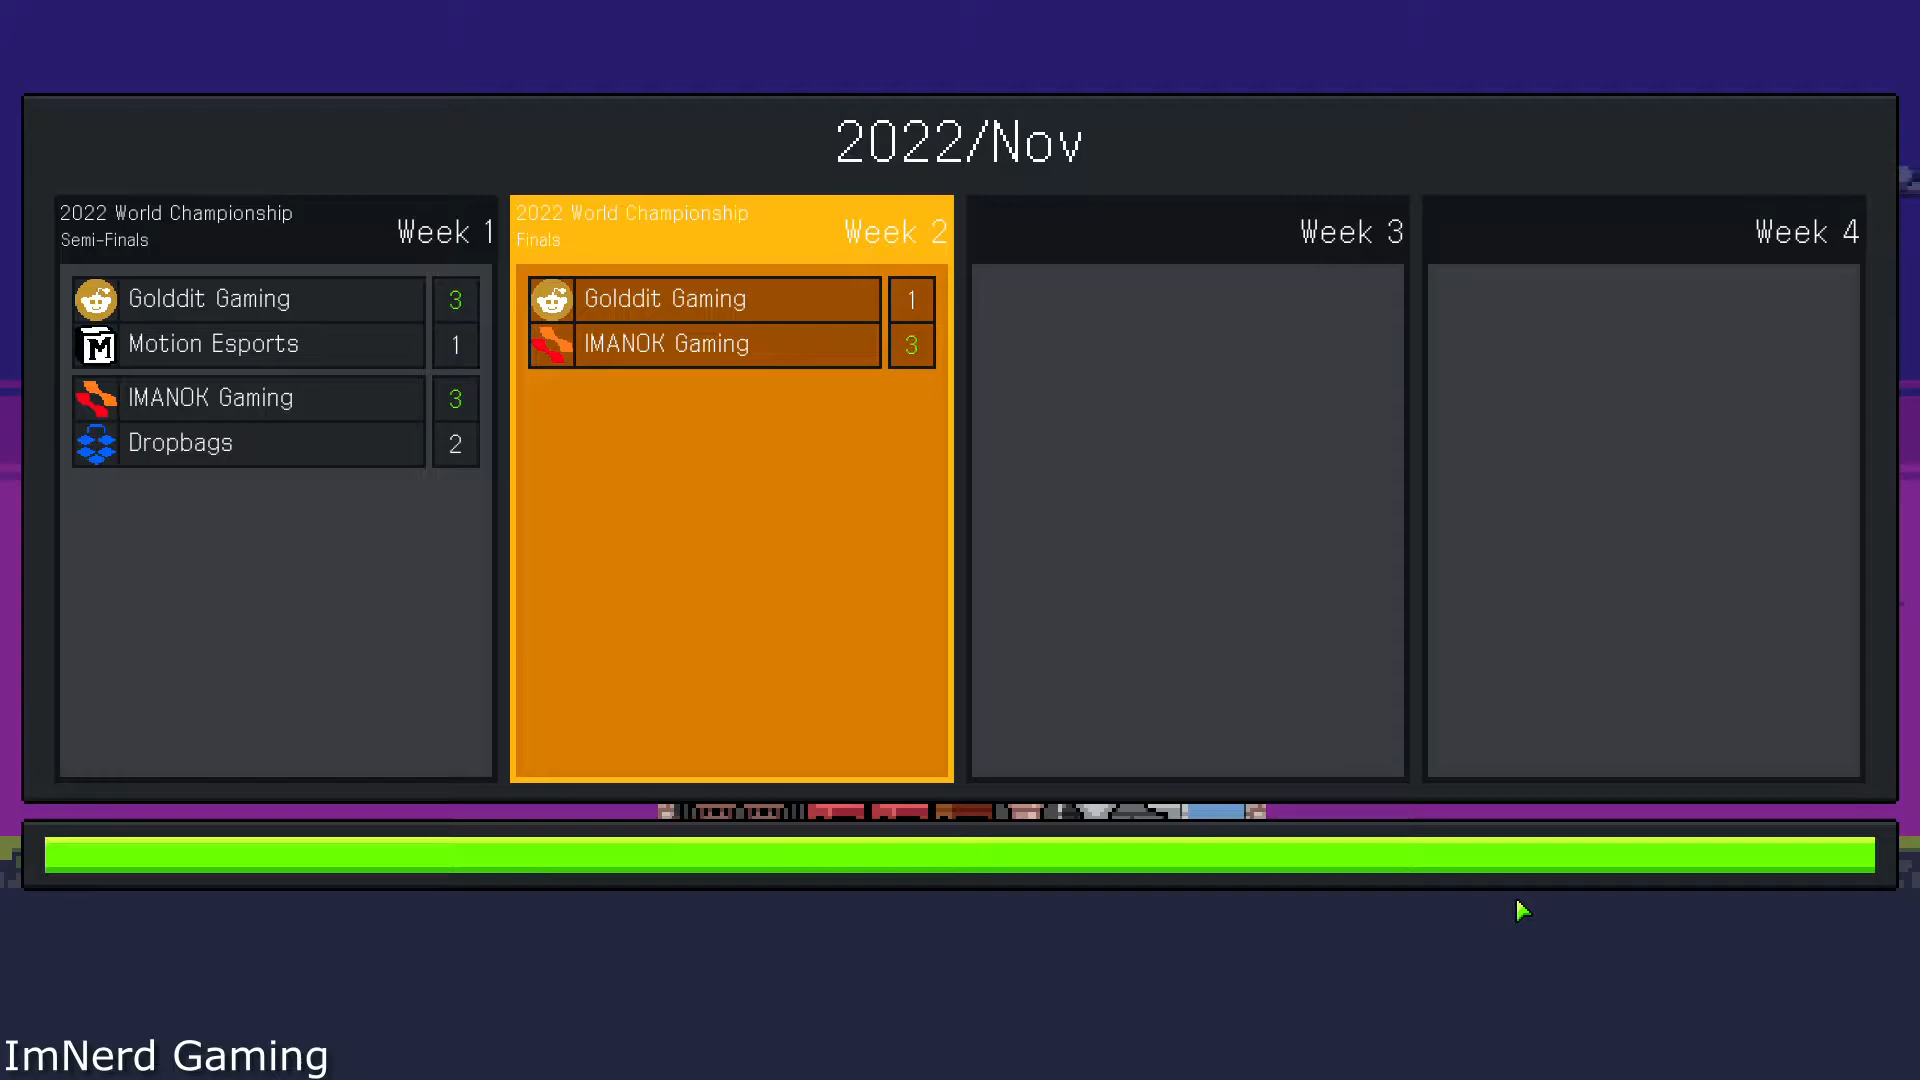 2022/Nov
2022 World Championship
Semi-Finals
Week 1
Golddit Gaming 3
Motion Esports 1
IMANOK Gaming 3
Dropbags 2
2022 World Championship
Finals
Week 2
Golddit Gaming 1
IMANOK Gaming 3
Week 3
Week 4
ImNerd Gaming